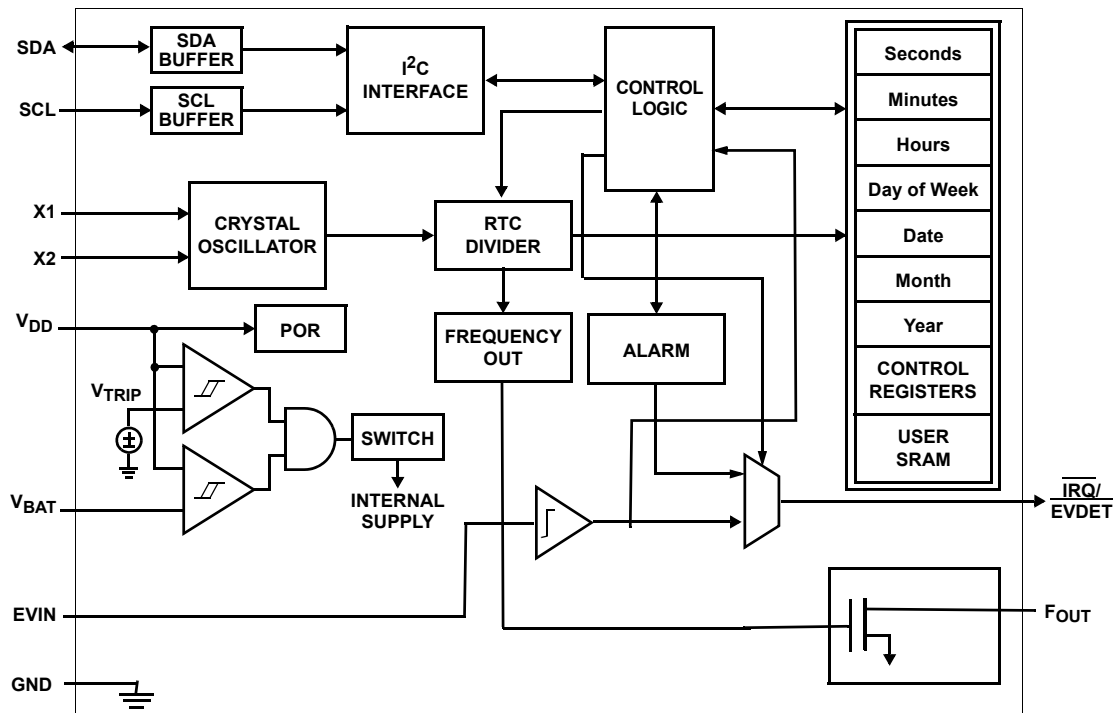 SDA
SDA
BUFFER
SCL
SCL
BUFFER
I²C
INTERFACE
CONTROL
LOGIC
Seconds
Minutes
Hours
Day of Week
Date
Month
Year
CONTROL
REGISTERS
USER
SRAM
X1
X2
CRYSTAL
OSCILLATOR
RTC
DIVIDER
VDD
POR
FREQUENCY
OUT
ALARM
VTRIP
SWITCH
INTERNAL
SUPPLY
VBAT
IRQ/
EVDET
EVIN
FOUT
GND